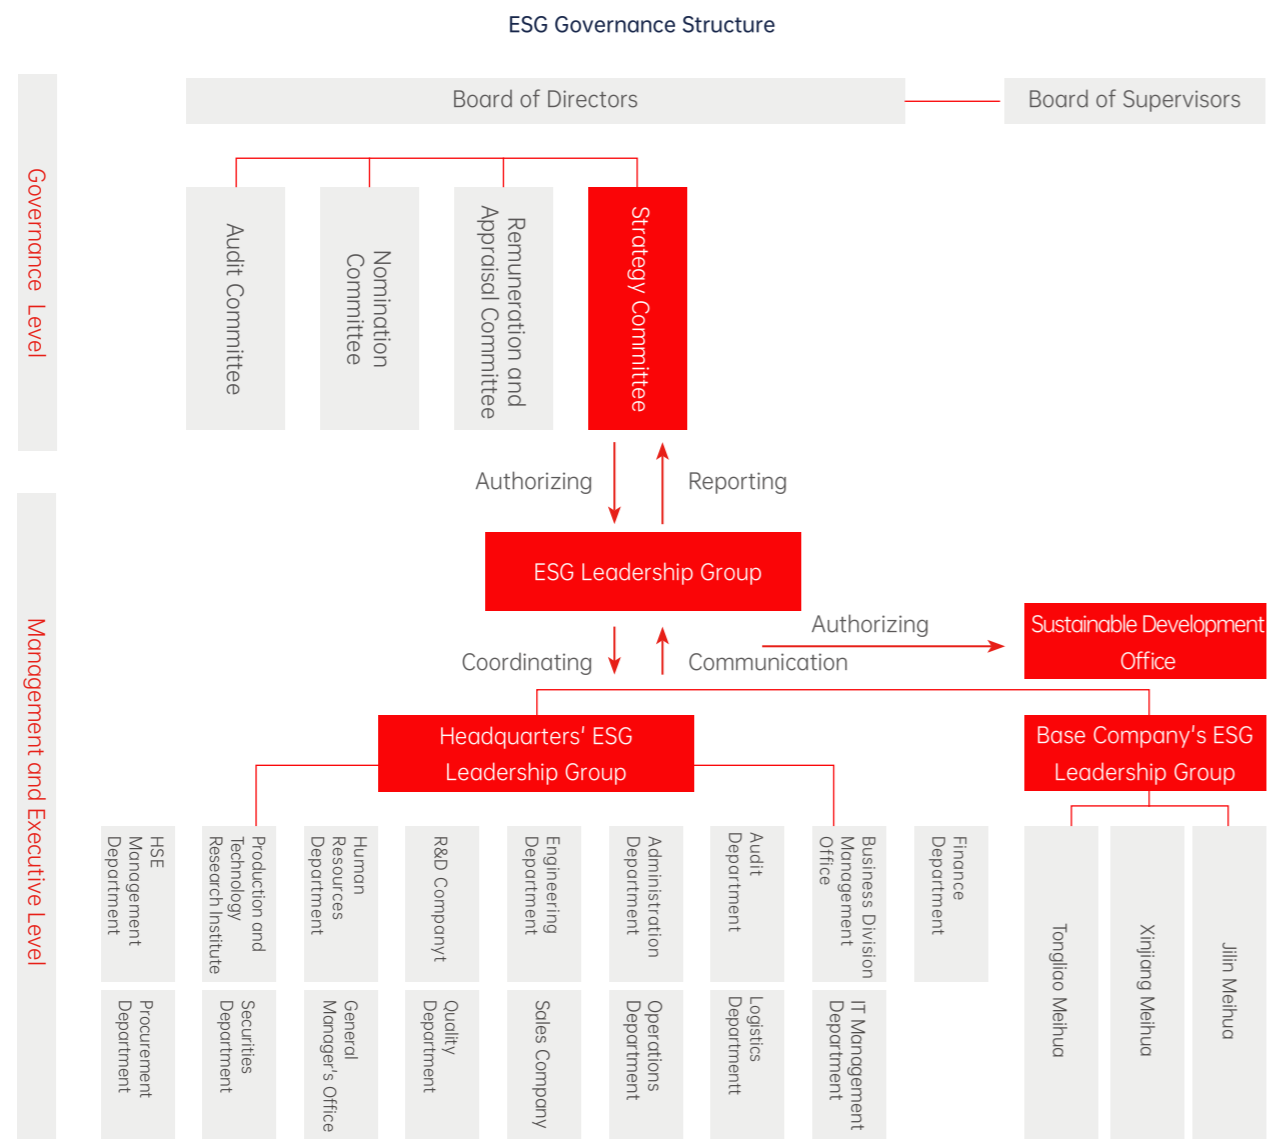 ESG Governance Structure
Governance Level
Board of Directors
Board of Supervisors
Audit Committee
Nomination
Committee
Remuneration and
Appraisal Committee
Strategy Committee
Authorizing
Reporting
Management and Executive Level
ESG Leadership Group
Authorizing
Sustainable Development
Office
Coordinating
Communication
Headquarters' ESG
Leadership Group
Base Company's ESG
Leadership Group
HSE
Management
Department
Production and
Technology
Research Institute
Human
Resources
Department
R&D Companyt
Engineering
Department
Administration
Department
Audit
Department
Business Division
Management
Office
Finance
Department
Tongliao Meihua
Xinjiang Meihua
Jilin Meihua
Procurement
Department
Securities
Department
General
Manager's Office
Quality
Department
Sales Company
Operations
Department
Logistics
Departmentt
IT Management
Department